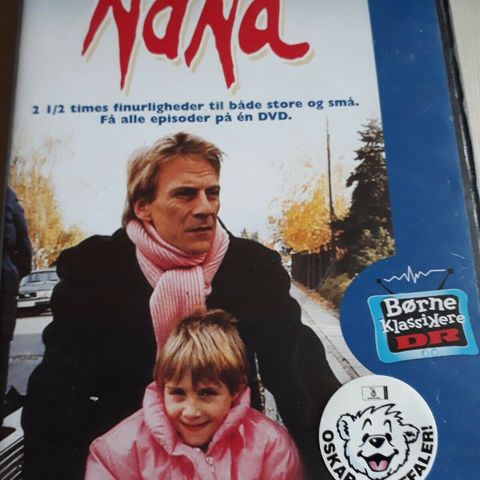 NANA
2 1/2 times finurligheder til både store og små.
Få alle episoder på én DVD.
Børne
Klassikere
DR
OSKAR